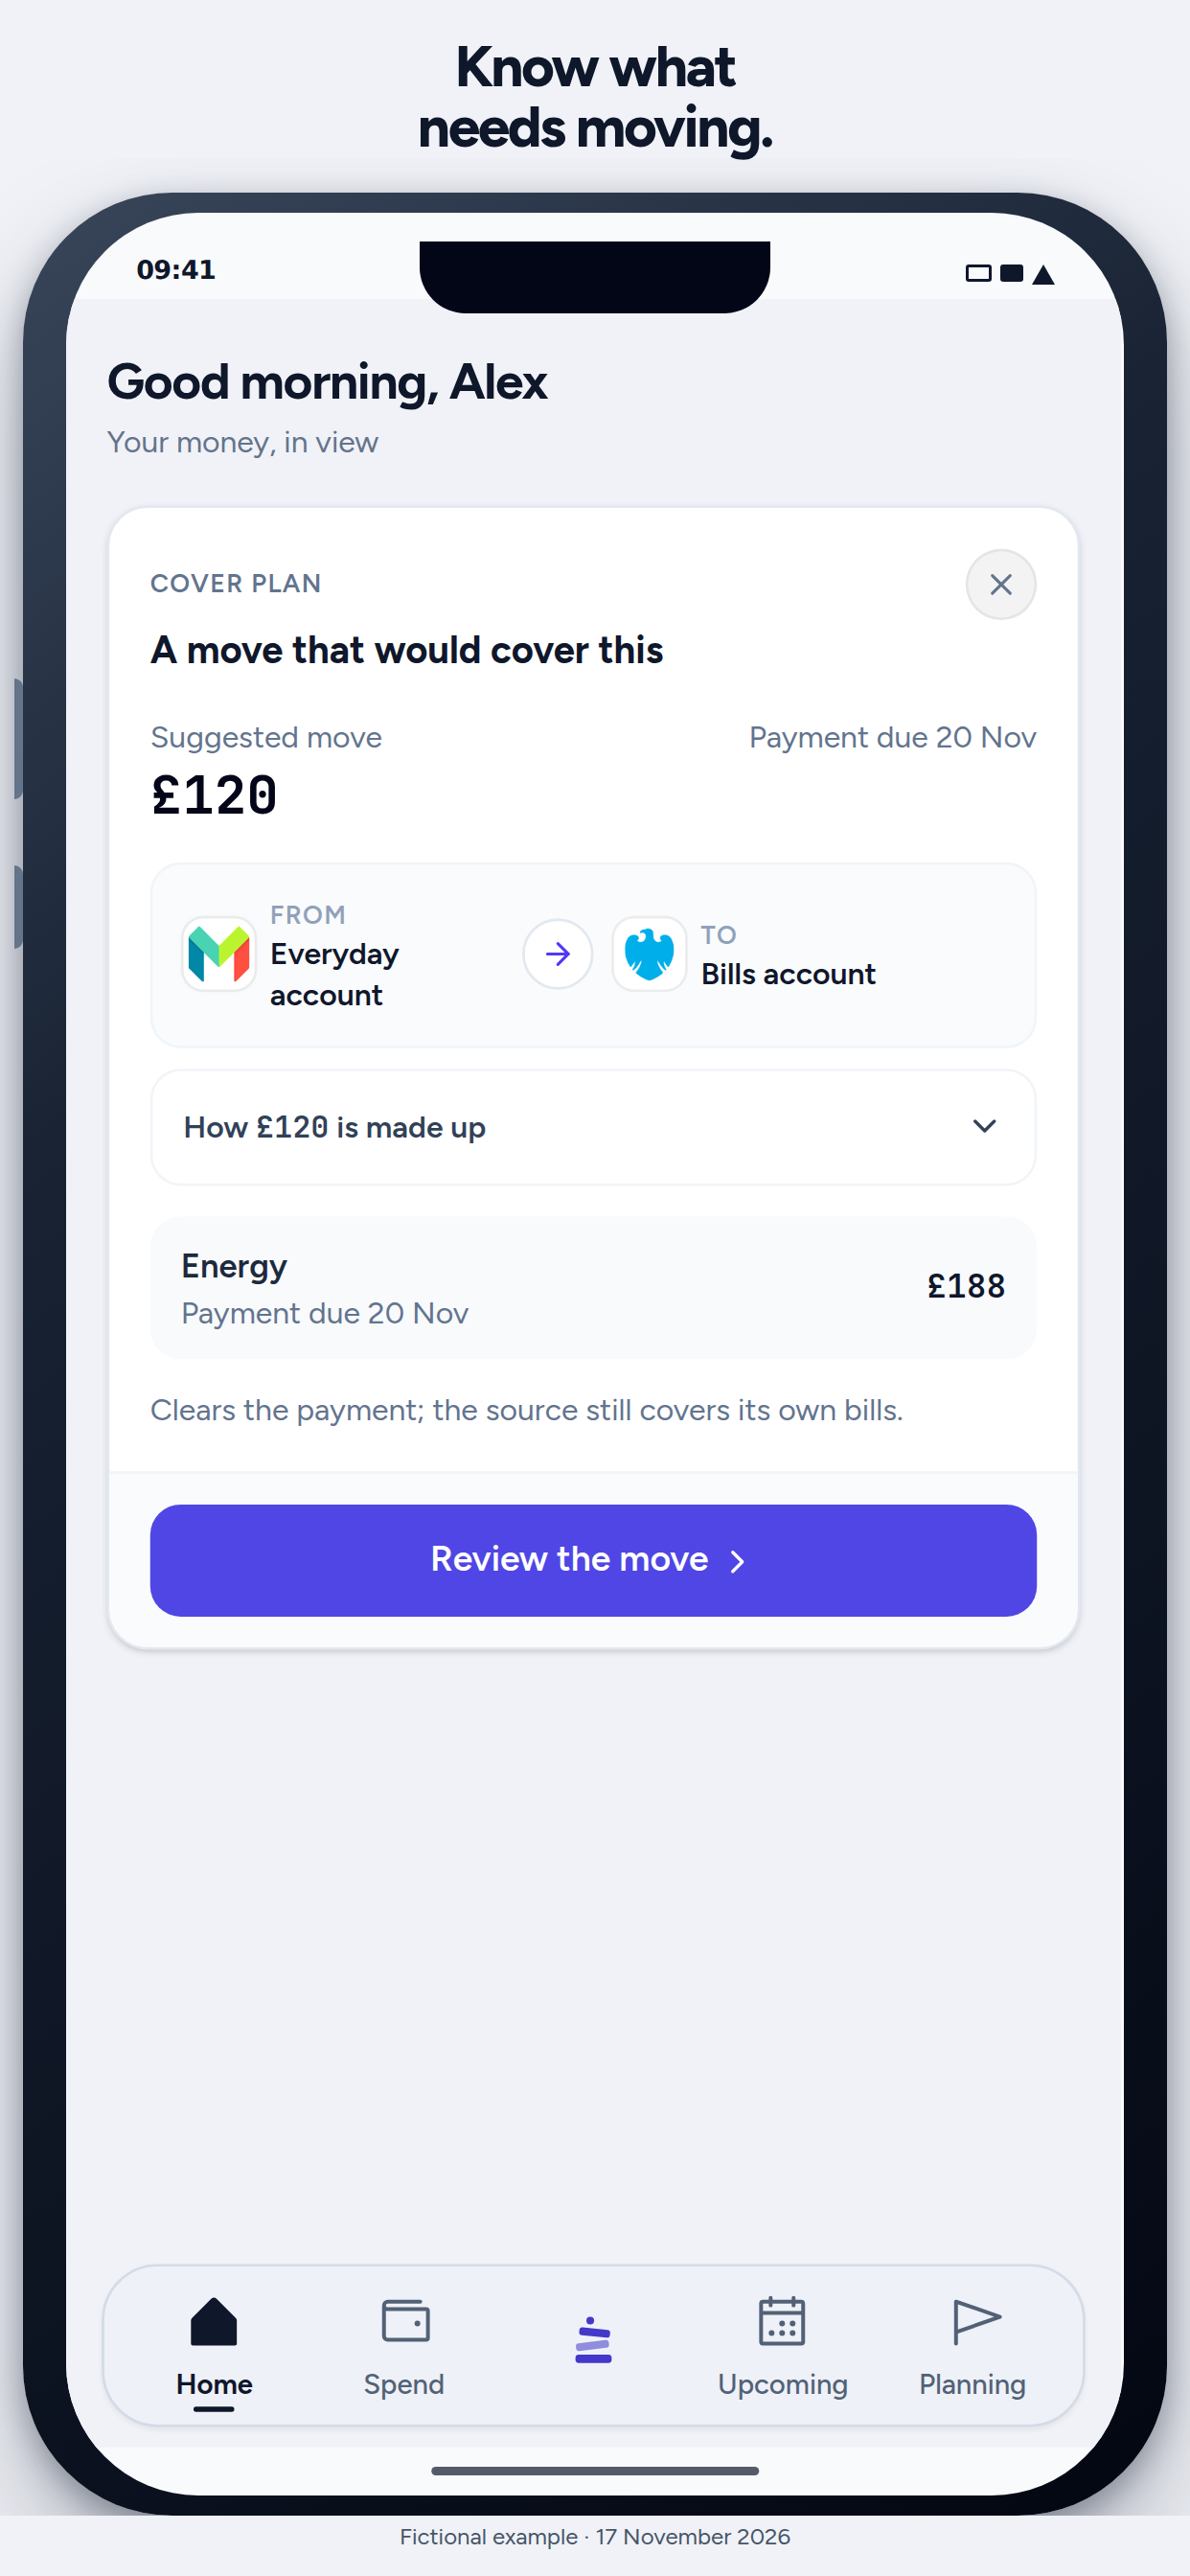 Know what
needs moving.
09:41
Good morning, Alex
Your money, in view
COVER PLAN
A move that would cover this
Suggested move
Payment due 20 Nov
£120
FROM
Everyday
account
TO
Bills account
How £120 is made up
Energy
Payment due 20 Nov
£188
Clears the payment; the source still covers its own bills.
Review the move
Home
Spend
Upcoming
Planning
Fictional example · 17 November 2026